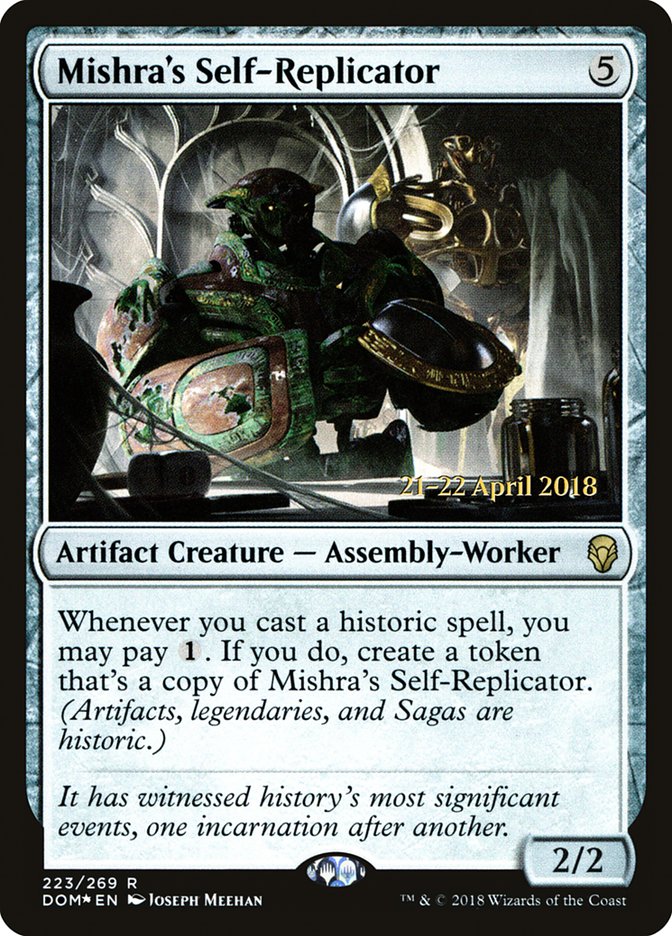 Mishra's Self-Replicator 5
21–22 April 2018
Artifact Creature — Assembly-Worker
Whenever you cast a historic spell, you
may pay 1. If you do, create a token
that's a copy of Mishra's Self-Replicator.
(Artifacts, legendaries, and Sagas are
historic.)
It has witnessed history's most significant
events, one incarnation after another.
2/2
223/269 R
DOM★EN Joseph Meehan
™ & © 2018 Wizards of the Coast